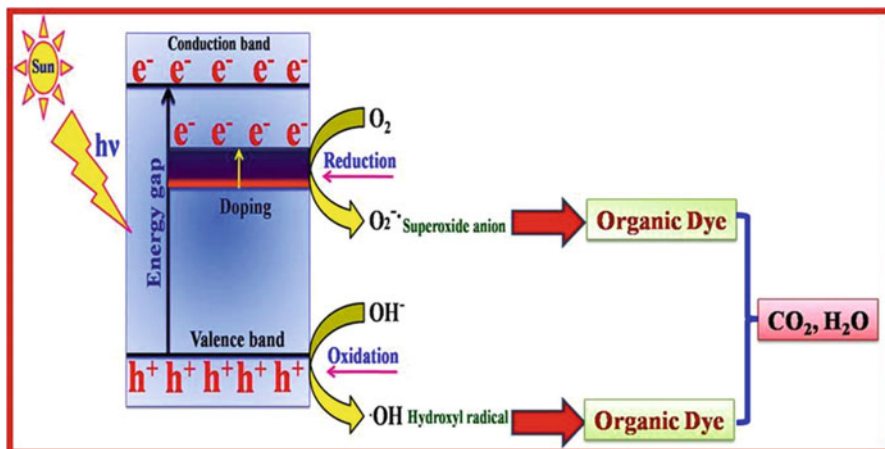 Sun
hν
Conduction band
e⁻ e⁻ e⁻ e⁻ e⁻
e⁻ e⁻ e⁻ e⁻
Energy gap
Doping
Valence band
h⁺ h⁺ h⁺ h⁺ h⁺
O₂
Reduction
O₂⁻· Superoxide anion
OH⁻
Oxidation
·OH Hydroxyl radical
Organic Dye
Organic Dye
CO₂, H₂O